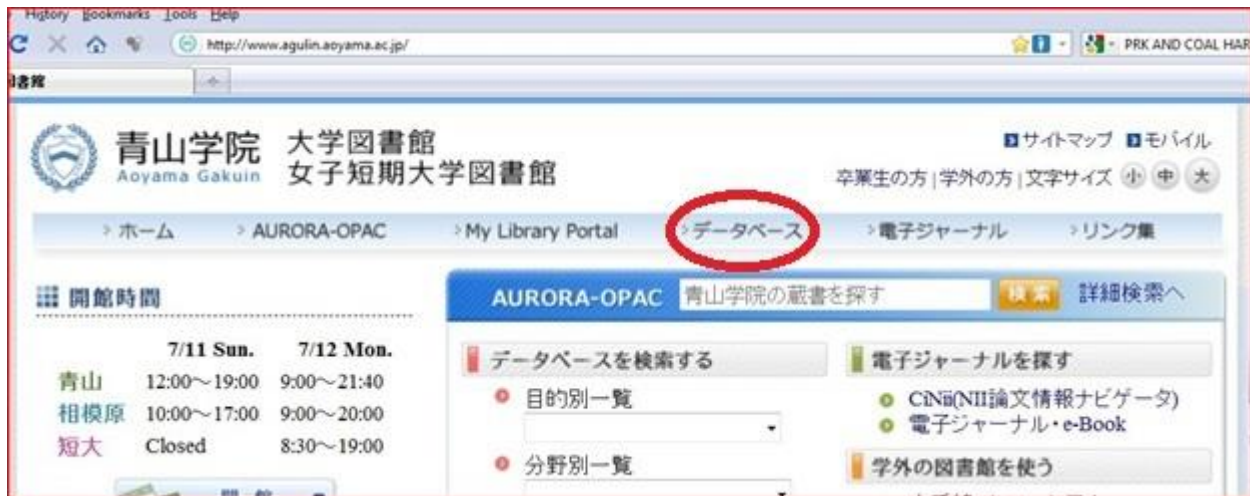 History Bookmarks Tools Help
http://www.agulin.aoyama.ac.jp/
PRK AND COAL HAR
書館
青山学院 大学図書館
Aoyama Gakuin 女子短期大学図書館
サイトマップ モバイル
卒業生の方 | 学外の方 | 文字サイズ 小 中 大
ホーム AURORA-OPAC My Library Portal データベース 電子ジャーナル リンク集
開館時間
7/11 Sun. 7/12 Mon.
青山 12:00～19:00 9:00～21:40
相模原 10:00～17:00 9:00～20:00
短大 Closed 8:30～19:00
AURORA-OPAC 青山学院の蔵書を探す 検索 詳細検索へ
データベースを検索する
目的別一覧
分野別一覧
電子ジャーナルを探す
CiNii(NII論文情報ナビゲータ)
電子ジャーナル・e-Book
学外の図書館を使う